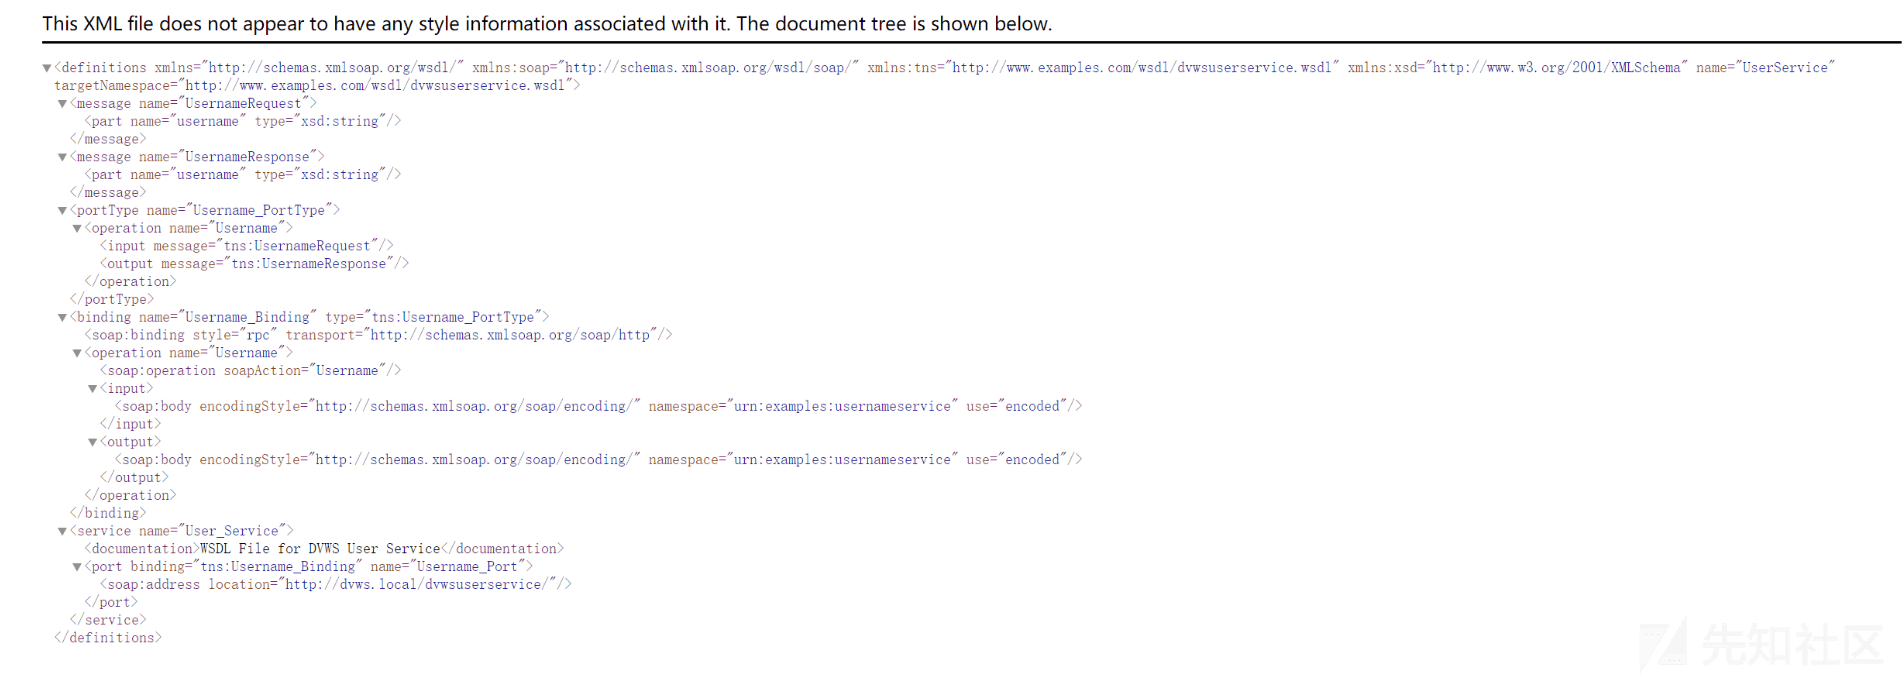 This XML file does not appear to have any style information associated with it. The document tree is shown below.
▼<definitions xmlns="http://schemas.xmlsoap.org/wsdl/" xmlns:soap="http://schemas.xmlsoap.org/wsdl/soap/" xmlns:tns="http://www.examples.com/wsdl/dvwsuserservice.wsdl" xmlns:xsd="http://www.w3.org/2001/XMLSchema" name="UserService"
targetNamespace="http://www.examples.com/wsdl/dvwsuserservice.wsdl">
▼<message name="UsernameRequest">
<part name="username" type="xsd:string"/>
</message>
▼<message name="UsernameResponse">
<part name="username" type="xsd:string"/>
</message>
▼<portType name="Username_PortType">
▼<operation name="Username">
<input message="tns:UsernameRequest"/>
<output message="tns:UsernameResponse"/>
</operation>
</portType>
▼<binding name="Username_Binding" type="tns:Username_PortType">
<soap:binding style="rpc" transport="http://schemas.xmlsoap.org/soap/http"/>
▼<operation name="Username">
<soap:operation soapAction="Username"/>
▼<input>
<soap:body encodingStyle="http://schemas.xmlsoap.org/soap/encoding/" namespace="urn:examples:usernameservice" use="encoded"/>
</input>
▼<output>
<soap:body encodingStyle="http://schemas.xmlsoap.org/soap/encoding/" namespace="urn:examples:usernameservice" use="encoded"/>
</output>
</operation>
</binding>
▼<service name="User_Service">
<documentation>WSDL File for DVWS User Service</documentation>
▼<port binding="tns:Username_Binding" name="Username_Port">
<soap:address location="http://dvws.local/dvwsuserservice/"/>
</port>
</service>
</definitions>
先知社区